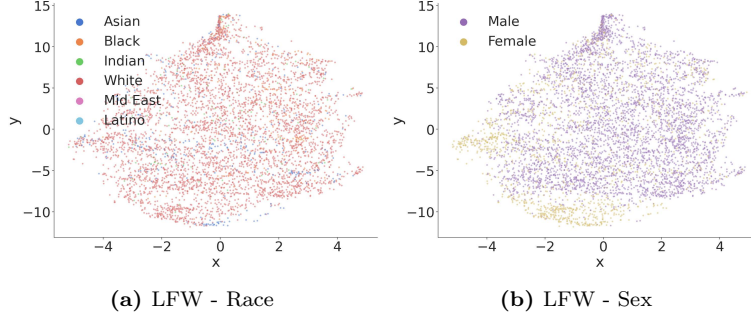 15
10
5
0
−5
−10
y
Asian
Black
Indian
White
Mid East
Latino
−4
−2
0
2
4
x
(a) LFW - Race
15
10
5
0
−5
−10
y
Male
Female
−4
−2
0
2
4
x
(b) LFW - Sex